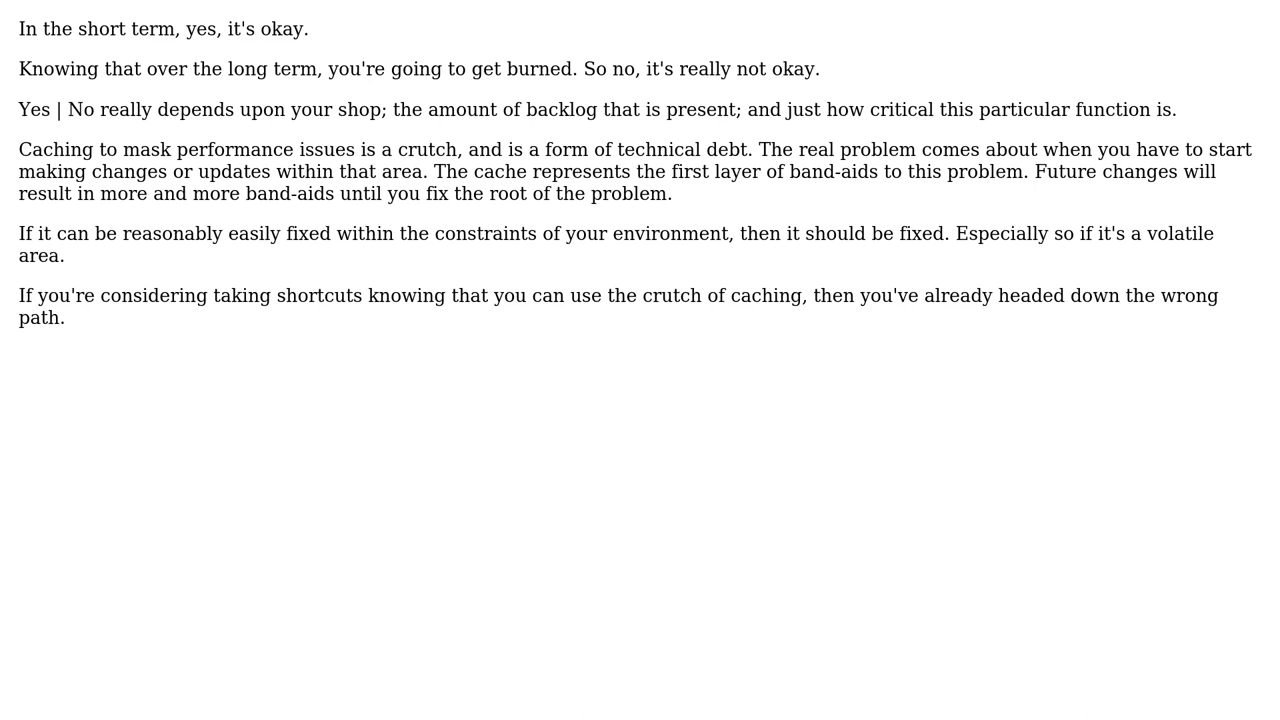 In the short term, yes, it's okay.
Knowing that over the long term, you're going to get burned. So no, it's really not okay.
Yes | No really depends upon your shop; the amount of backlog that is present; and just how critical this particular function is.
Caching to mask performance issues is a crutch, and is a form of technical debt. The real problem comes about when you have to start
making changes or updates within that area. The cache represents the first layer of band-aids to this problem. Future changes will
result in more and more band-aids until you fix the root of the problem.
If it can be reasonably easily fixed within the constraints of your environment, then it should be fixed. Especially so if it's a volatile
area.
If you're considering taking shortcuts knowing that you can use the crutch of caching, then you've already headed down the wrong
path.